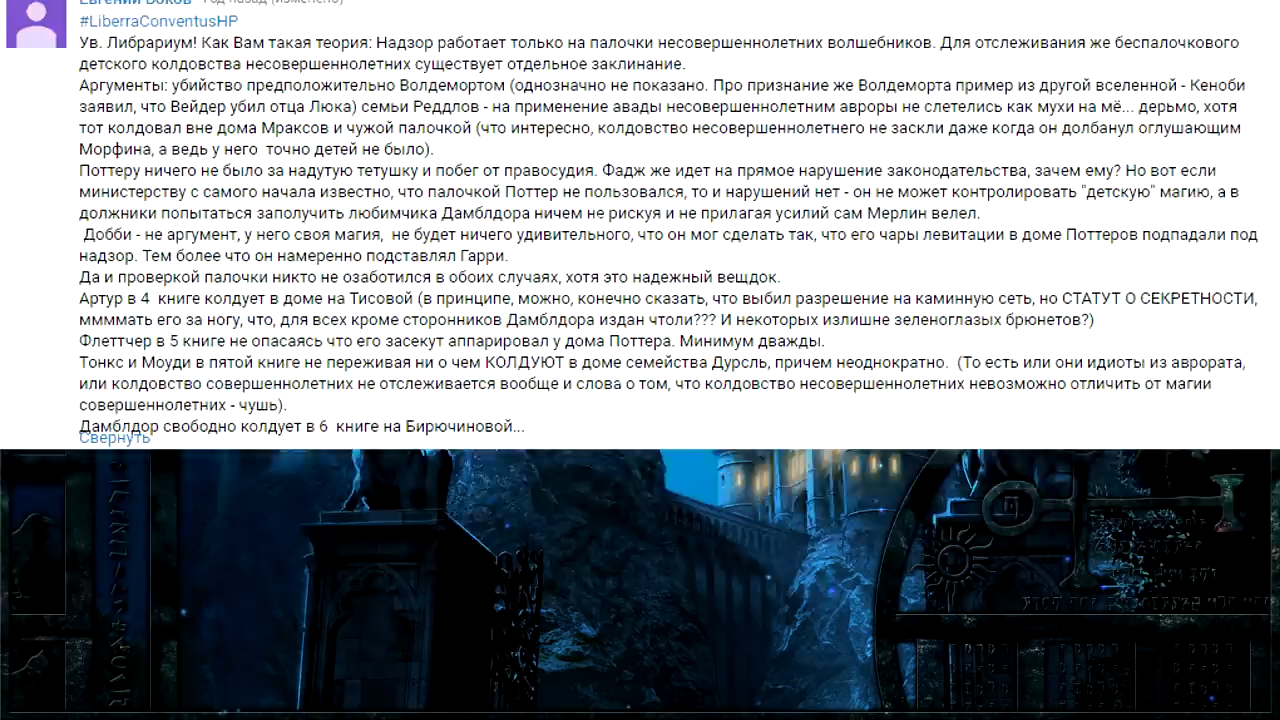 Евгений Боков год назад (изменено)
#LiberraConventusHP
Ув. Либрариум! Как Вам такая теория: Надзор работает только на палочки несовершеннолетних волшебников. Для отслеживания же беспалочкового
детского колдовства несовершеннолетних существует отдельное заклинание.
Аргументы: убийство предположительно Волдемортом (однозначно не показано. Про признание же Волдеморта пример из другой вселенной - Кеноби
заявил, что Вейдер убил отца Люка) семьи Реддлов - на применение авады несовершеннолетним авроры не слетелись как мухи на мё... дерьмо, хотя
тот колдовал вне дома Мраксов и чужой палочкой (что интересно, колдовство несовершеннолетнего не заскли даже когда он долбанул оглушающим
Морфина, а ведь у него точно детей не было).
Поттеру ничего не было за надутую тетушку и побег от правосудия. Фадж же идет на прямое нарушение законодательства, зачем ему? Но вот если
министерству с самого начала известно, что палочкой Поттер не пользовался, то и нарушений нет - он не может контролировать "детскую" магию, а в
должники попытаться заполучить любимчика Дамблдора ничем не рискуя и не прилагая усилий сам Мерлин велел.
Добби - не аргумент, у него своя магия, не будет ничего удивительного, что он мог сделать так, что его чары левитации в доме Поттеров подпадали под
надзор. Тем более что он намеренно подставлял Гарри.
Да и проверкой палочки никто не озаботился в обоих случаях, хотя это надежный вещдок.
Артур в 4 книге колдует в доме на Тисовой (в принципе, можно, конечно сказать, что выбил разрешение на каминную сеть, но СТАТУТ О СЕКРЕТНОСТИ,
ммммать его за ногу, что, для всех кроме сторонников Дамблдора издан чтоли??? И некоторых излишне зеленоглазых брюнетов?)
Флеттчер в 5 книге не опасаясь что его засекут аппарировал у дома Поттера. Минимум дважды.
Тонкс и Моуди в пятой книге не переживая ни о чем КОЛДУЮТ в доме семейства Дурсль, причем неоднократно. (То есть или они идиоты из аврората,
или колдовство совершеннолетних не отслеживается вообще и слова о том, что колдовство несовершеннолетних невозможно отличить от магии
совершеннолетних - чушь).
Дамблдор свободно колдует в 6 книге на Бирючиновой...
Свернуть